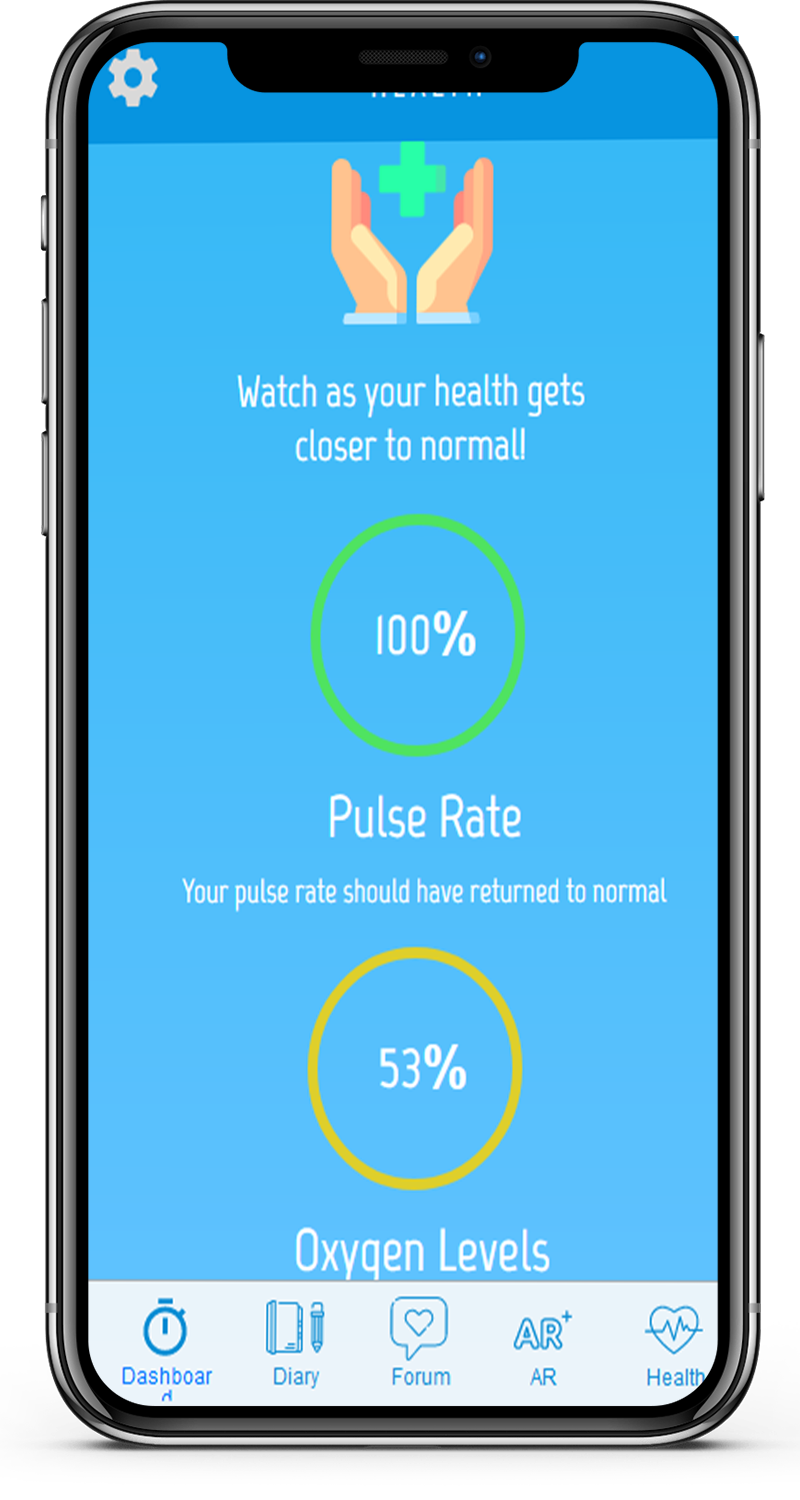 HEALTH
Watch as your health gets
closer to normal!
100%
Pulse Rate
Your pulse rate should have returned to normal
53%
Oxygen Levels
Dashboar
d
Diary
Forum
AR+
AR
Health